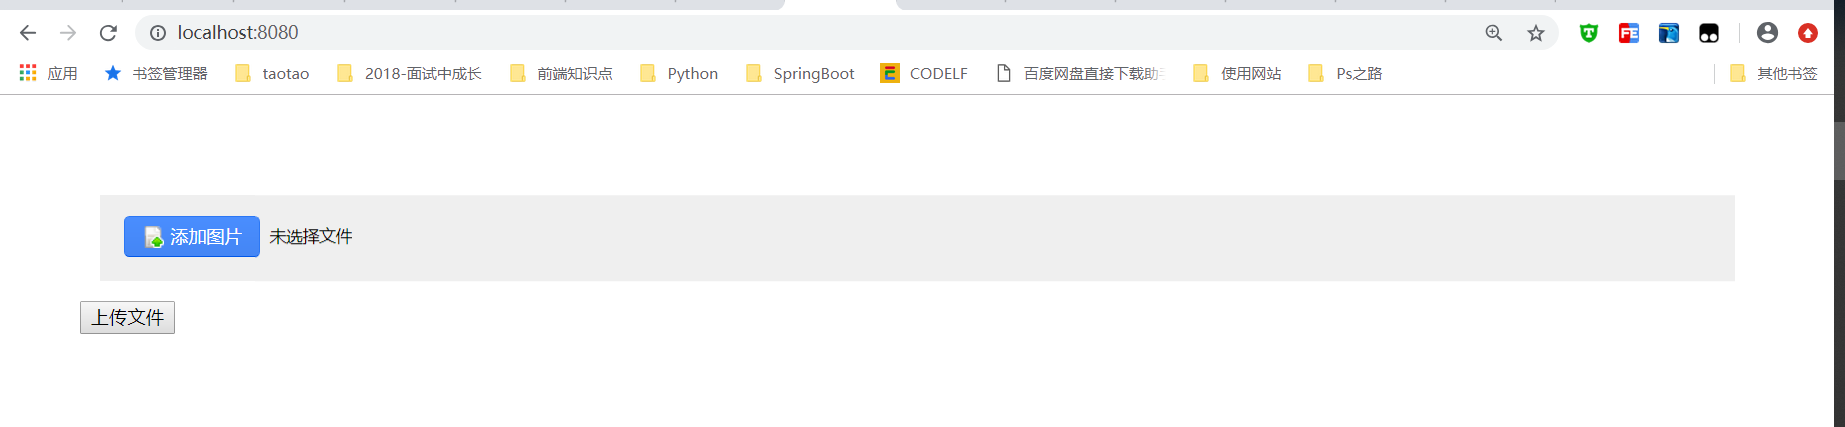 localhost:8080
应用 书签管理器 taotao 2018-面试中成长 前端知识点 Python SpringBoot CODELF 百度网盘直接下载助 使用网站 Ps之路 其他书签
添加图片 未选择文件
上传文件